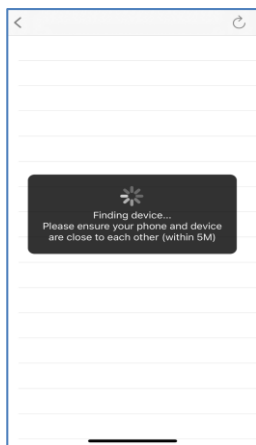 Finding device...
Please ensure your phone and device
are close to each other (within 5M)